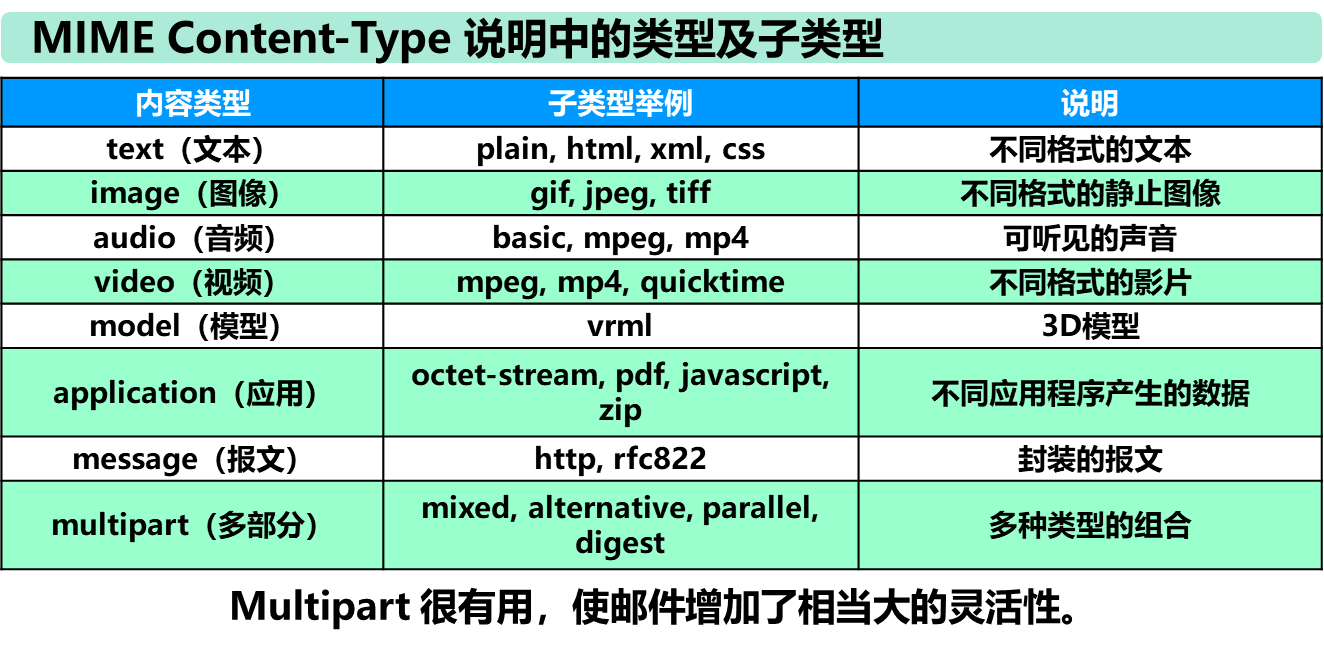 MIME Content-Type 说明中的类型及子类型
内容类型 子类型举例 说明
text（文本） plain, html, xml, css 不同格式的文本
image（图像） gif, jpeg, tiff 不同格式的静止图像
audio（音频） basic, mpeg, mp4 可听见的声音
video（视频） mpeg, mp4, quicktime 不同格式的影片
model（模型） vrml 3D模型
application（应用） octet-stream, pdf, javascript,
zip 不同应用程序产生的数据
message（报文） http, rfc822 封装的报文
multipart（多部分） mixed, alternative, parallel,
digest 多种类型的组合
Multipart 很有用，使邮件增加了相当大的灵活性。